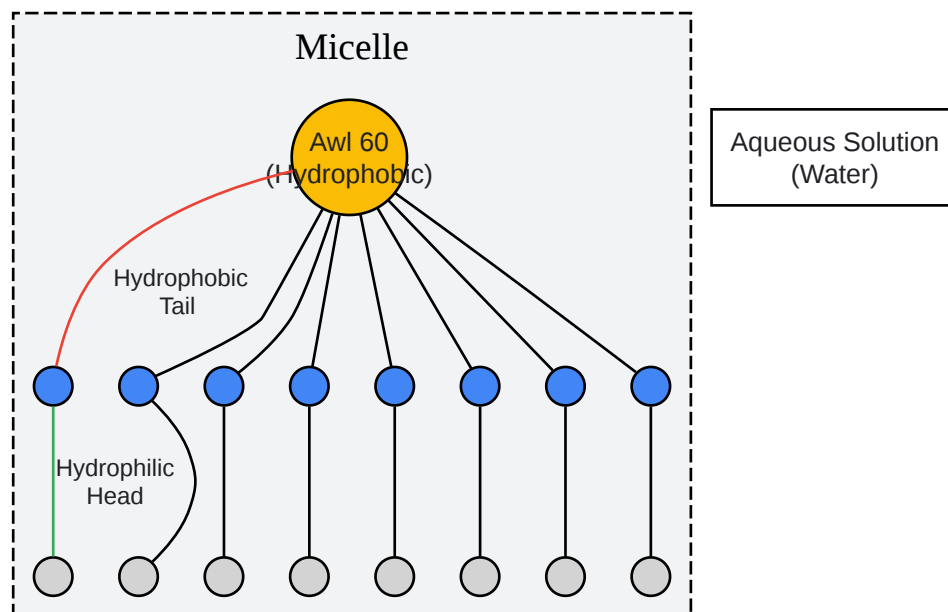 Micelle
Awl 60
(Hydrophobic)
Aqueous Solution
(Water)
Hydrophobic
Tail
Hydrophilic
Head